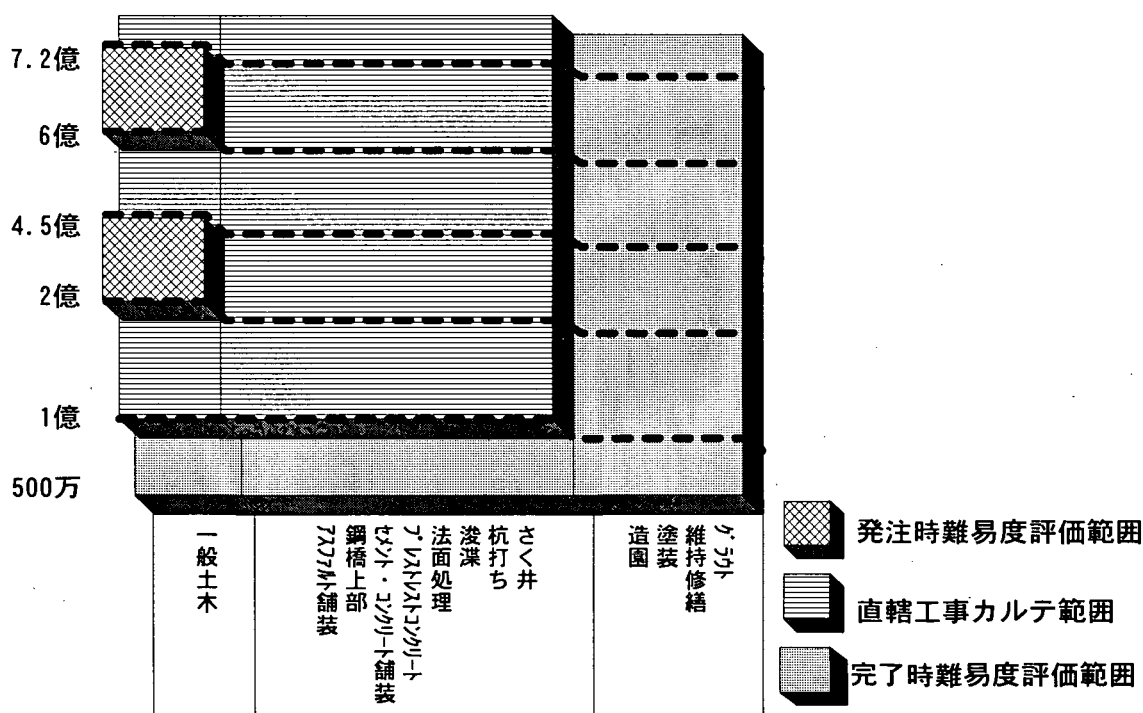 7.2億
6億
4.5億
2億
1億
500万
一般土木
アスファルト舗装
鋼橋上部
セメント・コンクリート舗装
プレストレストコンクリート
法面処理
浚渫
杭打ち
さく井
造園
塗装
維持修繕
グラウト
発注時難易度評価範囲
直轄工事カルテ範囲
完了時難易度評価範囲